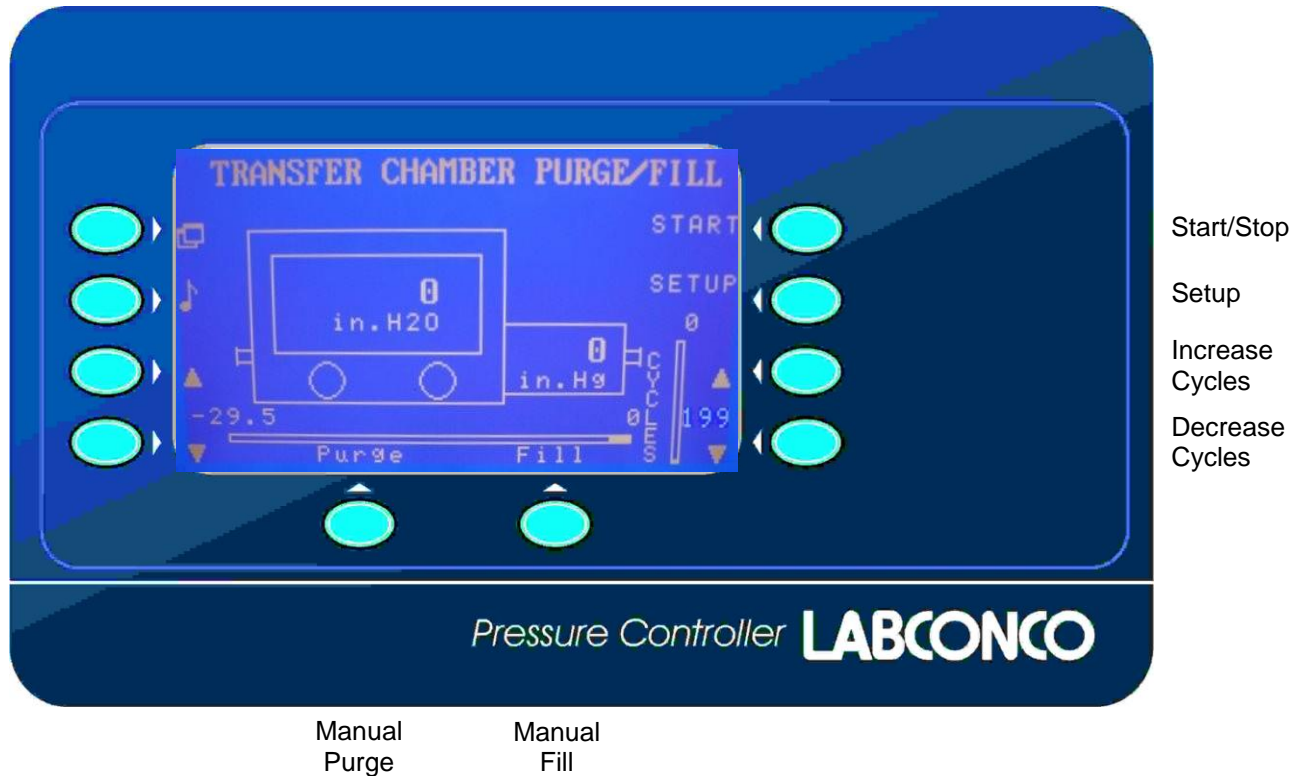 TRANSFER CHAMBER PURGE/FILL
START
Start/Stop
SETUP
Setup
0
in.H2O
0
0
in.Hg
CYCLES
Increase
Cycles
-29.5
0
199
Decrease
Cycles
Purge
Fill
Pressure Controller LABCONCO
Manual
Purge
Manual
Fill